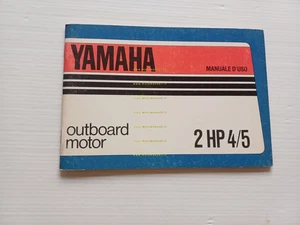 YAMAHA
MANUALE D'USO
outboard
motor
2 HP 4/5